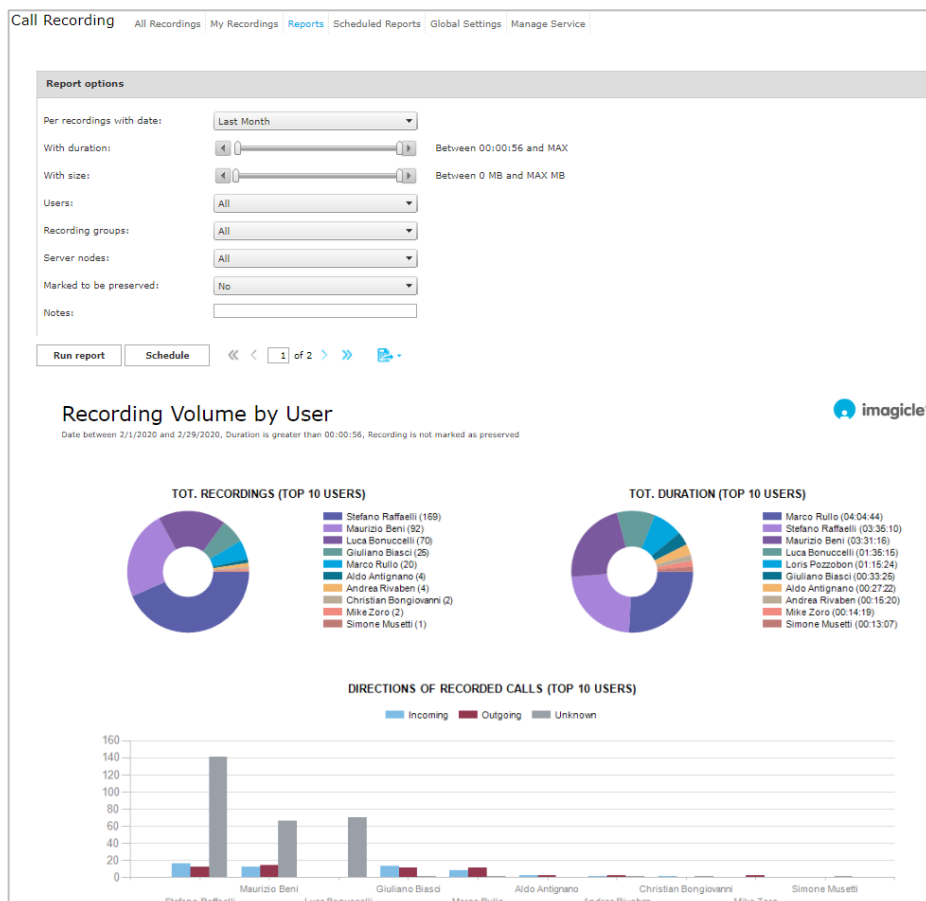 Call Recording All Recordings My Recordings Reports Scheduled Reports Global Settings Manage Service
Report options
Per recordings with date: Last Month
With duration: Between 00:00:56 and MAX
With size: Between 0 MB and MAX MB
Users: All
Recording groups: All
Server nodes: All
Marked to be preserved: No
Notes:
Run report Schedule 1 of 2
Recording Volume by User
imagicle
Date between 2/1/2020 and 2/29/2020, Duration is greater than 00:00:56, Recording is not marked as preserved
TOT. RECORDINGS (TOP 10 USERS)
Stefano Raffaelli (169)
Maurizio Beni (92)
Luca Bonuccelli (70)
Giuliano Biasci (25)
Marco Rullo (20)
Aldo Antignano (4)
Andrea Rivaben (4)
Christian Bongiovanni (2)
Mike Zoro (2)
Simone Musetti (1)
TOT. DURATION (TOP 10 USERS)
Marco Rullo (04:04:44)
Stefano Raffaelli (03:35:10)
Maurizio Beni (03:31:16)
Luca Bonuccelli (01:35:15)
Loris Pozzobon (01:15:24)
Giuliano Biasci (00:33:25)
Aldo Antignano (00:27:22)
Andrea Rivaben (00:15:20)
Mike Zoro (00:14:19)
Simone Musetti (00:13:07)
DIRECTIONS OF RECORDED CALLS (TOP 10 USERS)
Incoming Outgoing Unknown
160
140
120
100
80
60
40
20
0
Maurizio Beni Giuliano Biasci Aldo Antignano Christian Bongiovanni Simone Musetti
Stefano Raffaelli Luca Bonuccelli Marco Rullo Andrea Rivaben Mike Zoro